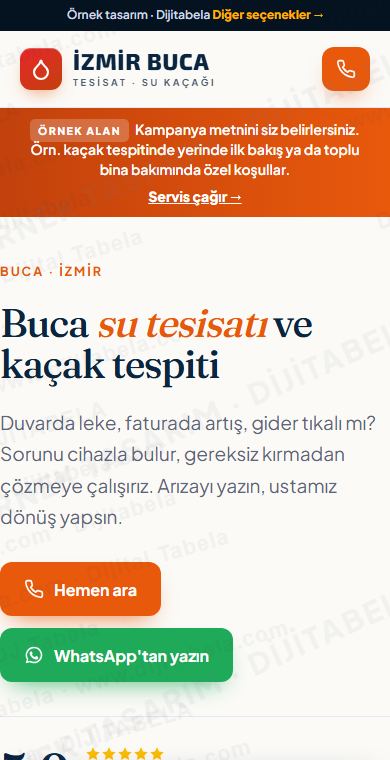 Örnek tasarım · Dijitabela Diğer seçenekler →
İZMİR BUCA
TESİSAT · SU KAÇAĞI
ÖRNEK ALAN Kampanya metnini siz belirlersiniz.
Örn. kaçak tespitinde yerinde ilk bakış ya da toplu
bina bakımında özel koşullar.
Servis çağır →
BUCA · İZMİR
Buca su tesisatı ve
kaçak tespiti
Duvarda leke, faturada artış, gider tıkalı mı?
Sorunu cihazla bulur, gereksiz kırmadan
çözmeye çalışırız. Arızayı yazın, ustamız
dönüş yapsın.
Hemen ara
WhatsApp'tan yazın